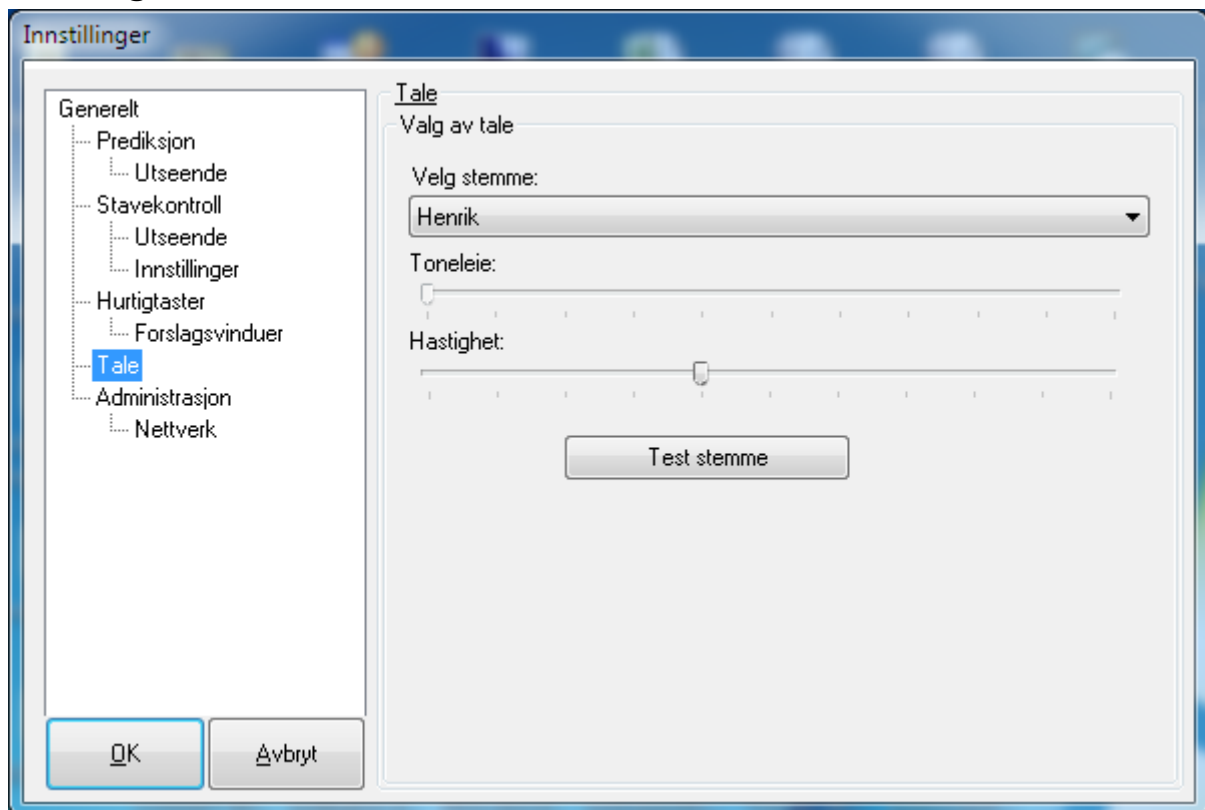 Innstillinger
Generelt
Prediksjon
Utseende
Stavekontroll
Utseende
Innstillinger
Hurtigtaster
Forslagsvinduer
Tale
Administrasjon
Nettverk
OK
Avbryt
Tale
Valg av tale
Velg stemme:
Henrik
Toneleie:
Hastighet:
Test stemme